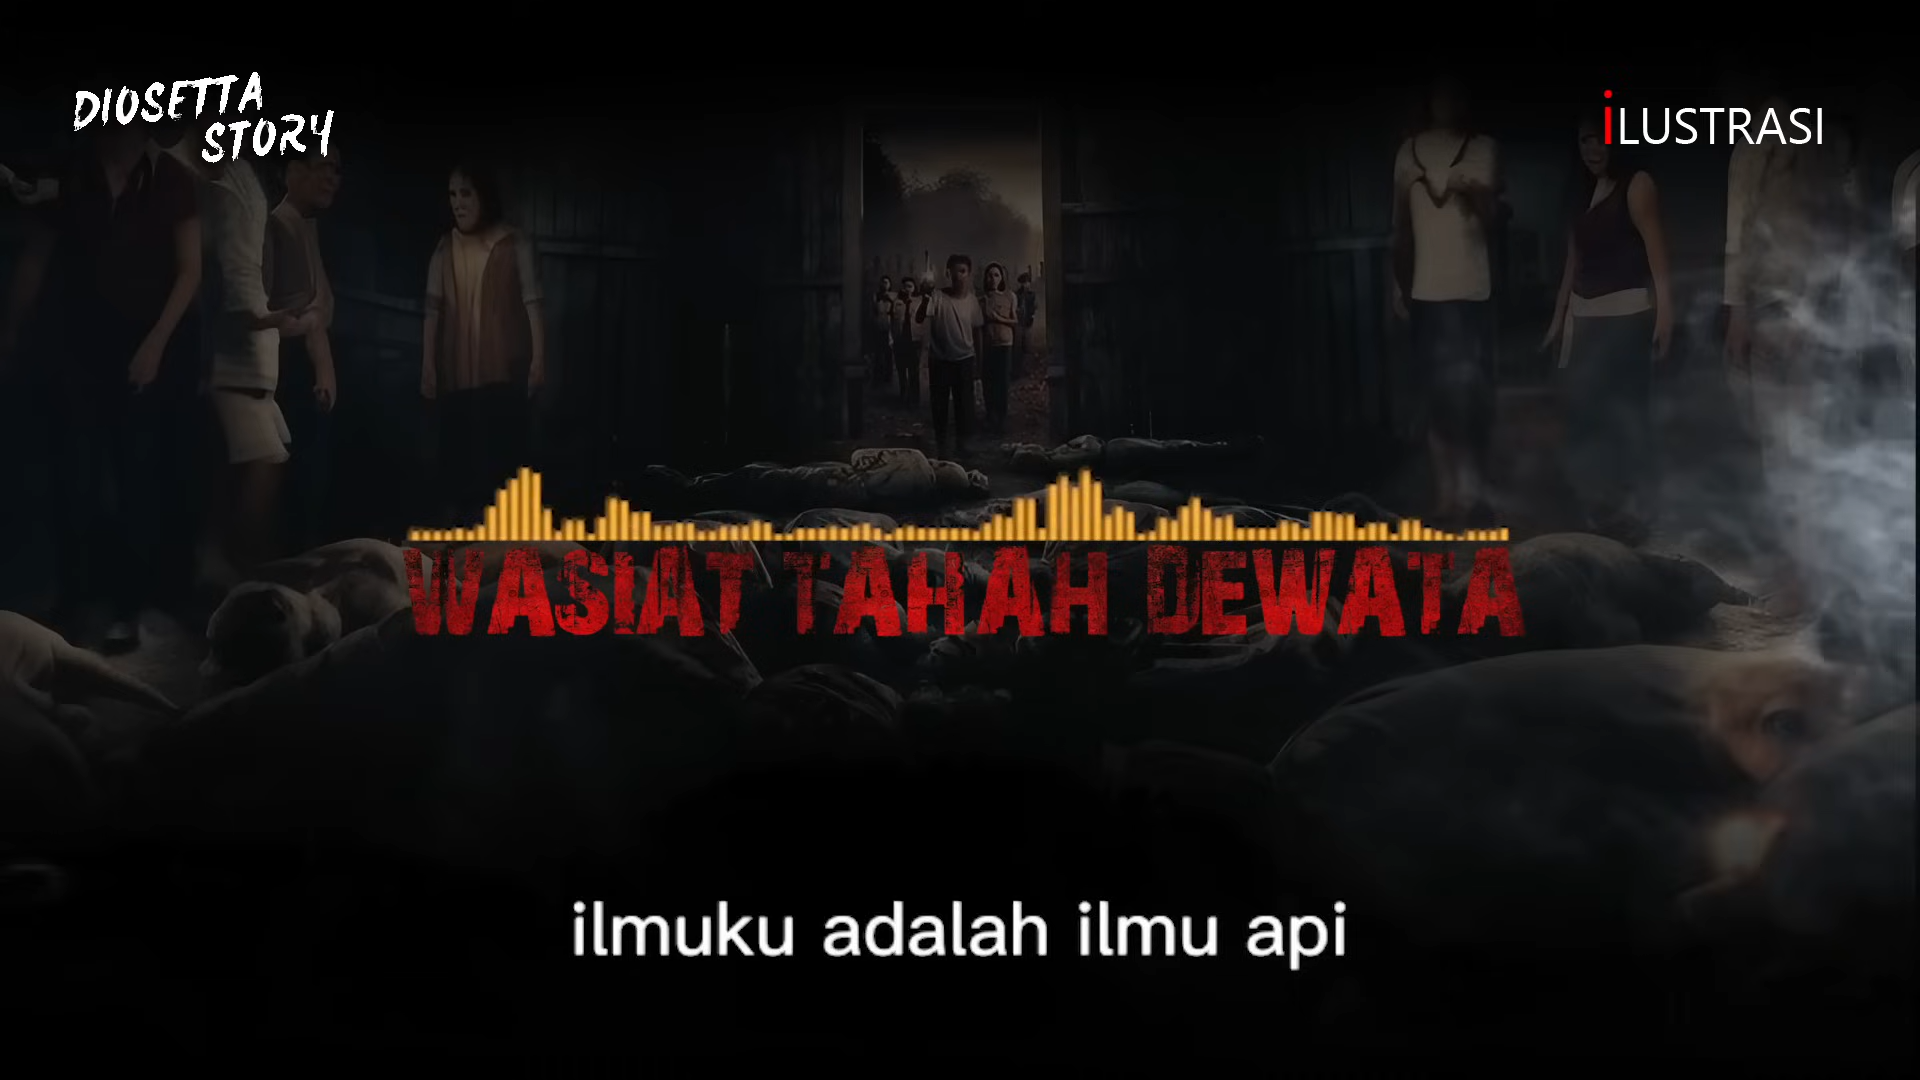 DIOSETTA
STORY
iLUSTRASI
WASIAT TANAH DEWATA
ilmuku adalah ilmu api